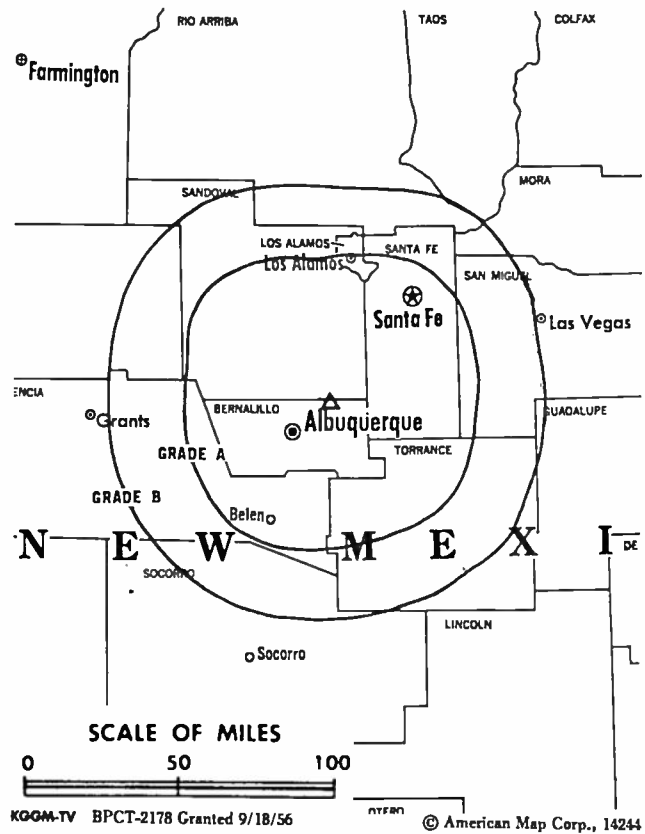 RIO ARRIBA
TAOS
COLFAX
Farmington
SANDOVAL
MORA
LOS ALAMOS
Los Alamos
SANTA FE
SAN MIGUEL
Santa Fe
Las Vegas
ENCIA
BERNALILLO
GUADALUPE
Grants
Albuquerque
GRADE A
TORRANCE
GRADE B
Belen
N E W M E X I
DE
SOCORRO
LINCOLN
Socorro
SCALE OF MILES
0 50 100
OTERO
KGGM-TV BPCT-2178 Granted 9/18/56
© American Map Corp., 14244